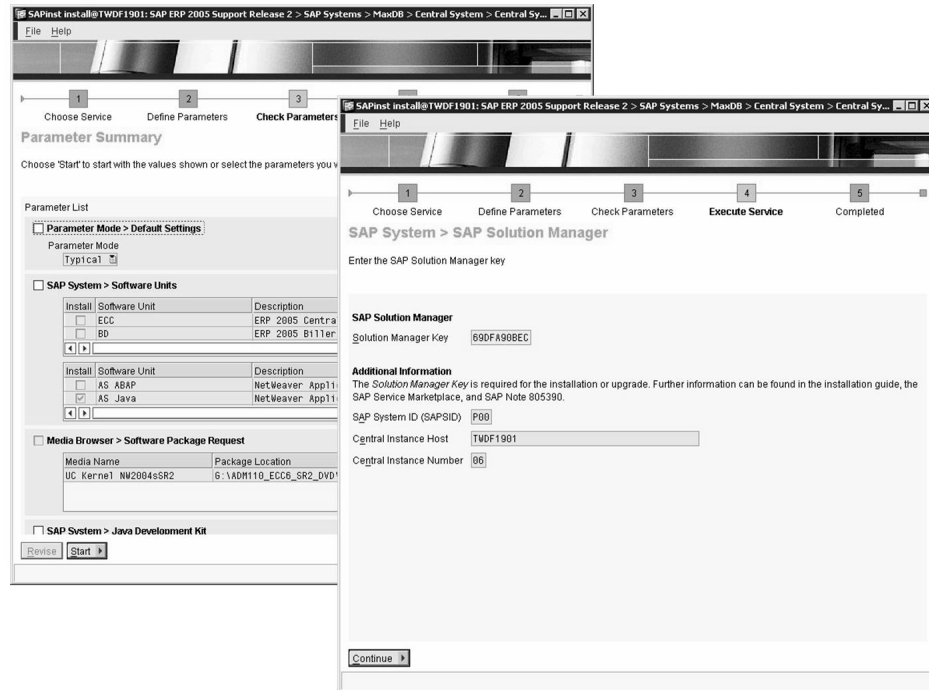 SAPinst install@TWDF1901: SAP ERP 2005 Support Release 2 > SAP Systems > MaxDB > Central System > Central Sy...
File Help
1 2 3
Choose Service Define Parameters Check Parameters
Parameter Summary
Choose 'Start' to start with the values shown or select the parameters you
Parameter List
Parameter Mode > Default Settings
Parameter Mode
Typical
SAP System > Software Units
Install Software Unit Description
ECC ERP 2005 Centra
BD ERP 2005 Biller
Install Software Unit Description
AS ABAP NetWeaver Appli
AS Java NetWeaver Appli
Media Browser > Software Package Request
Media Name Package Location
UC Kernel NW2004sSR2 G:\ADM110_ECC6_SR2_DVD\
SAP System > Java Development Kit
Revise Start
SAPinst install@TWDF1901: SAP ERP 2005 Support Release 2 > SAP Systems > MaxDB > Central System > Central Sy...
File Help
1 2 3 4 5
Choose Service Define Parameters Check Parameters Execute Service Completed
SAP System > SAP Solution Manager
Enter the SAP Solution Manager key
SAP Solution Manager
Solution Manager Key 69DFA90BEC
Additional Information
The Solution Manager Key is required for the installation or upgrade. Further information can be found in the installation guide, the
SAP Service Marketplace, and SAP Note 805390.
SAP System ID (SAPSID) P00
Central Instance Host TWDF1901
Central Instance Number 06
Continue